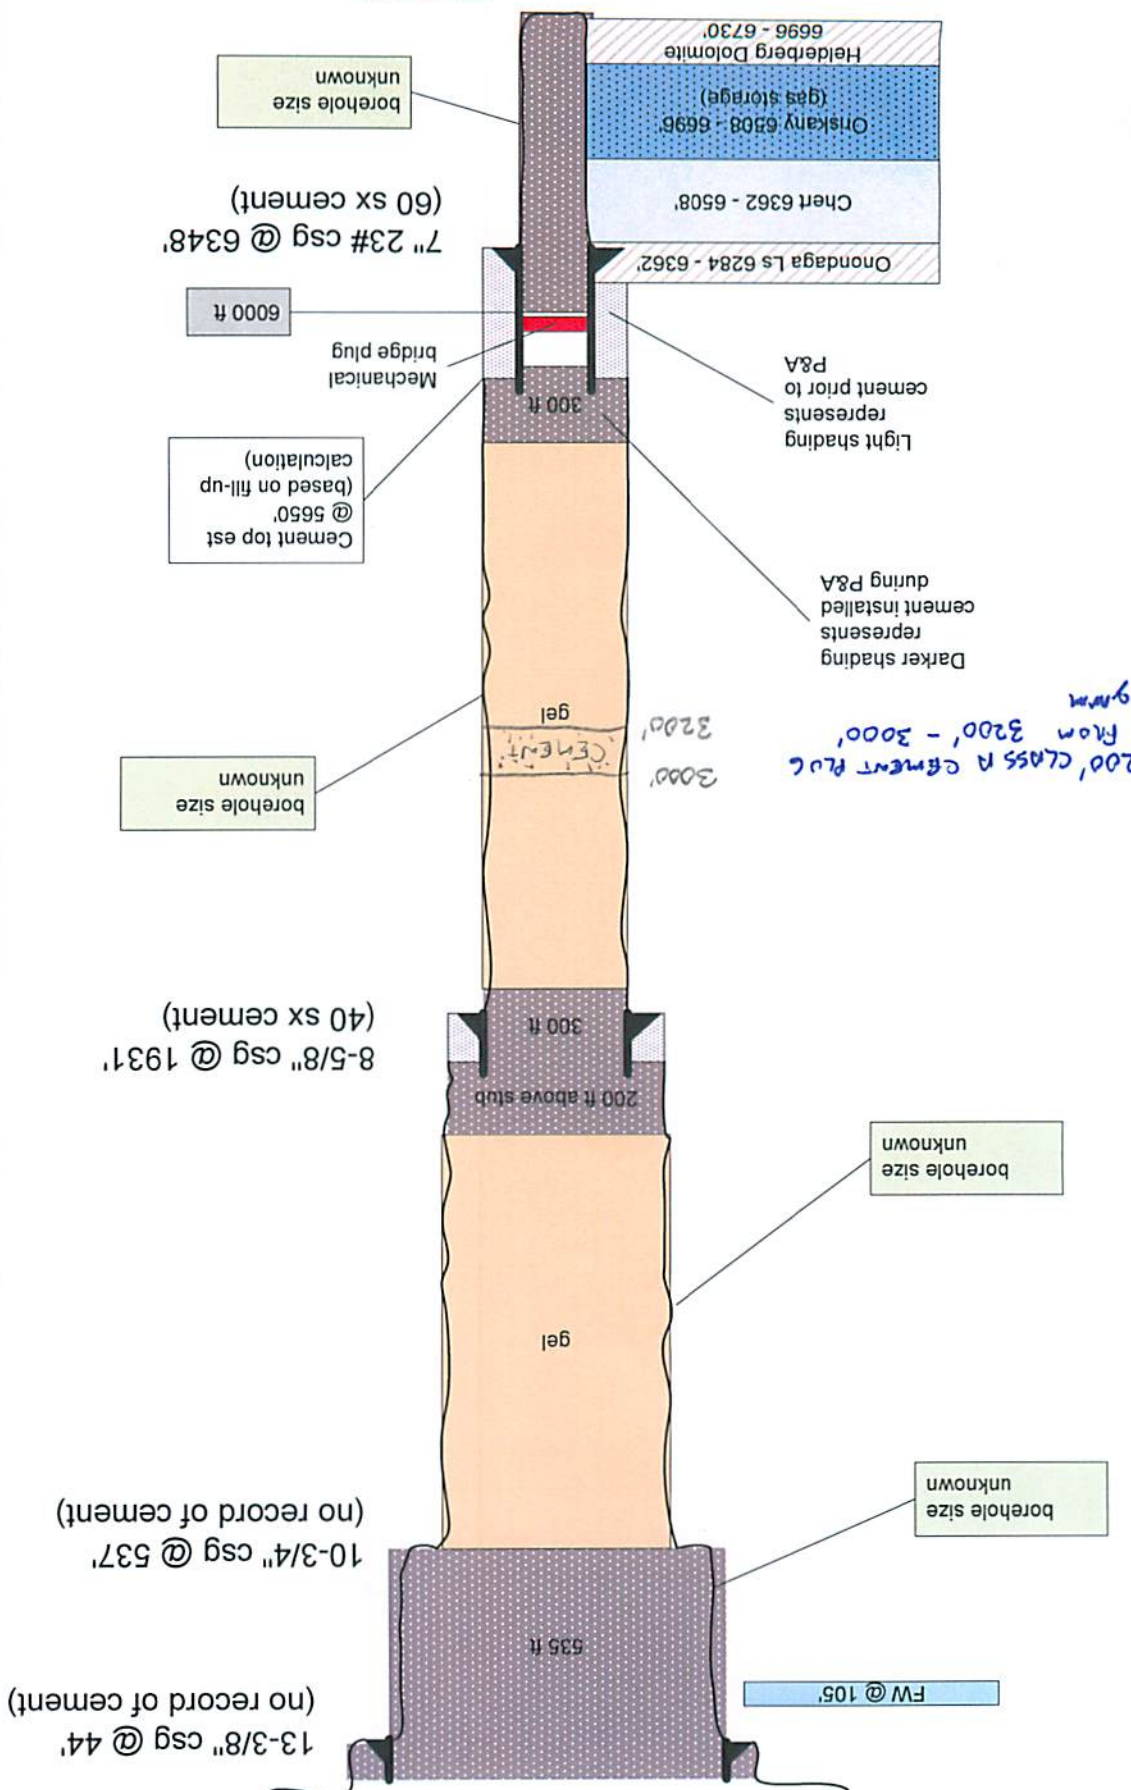 13-3/8" csg @ 44'
(no record of cement)
FW @ 105'
535 ft
10-3/4" csg @ 537'
(no record of cement)
borehole size
unknown
gel
borehole size
unknown
200 ft above stub
8-5/8" csg @ 1931'
(40 sx cement)
300 ft
3000'
CEMENT
3200'
200' CLASS A CEMENT PLUG
FROM 3200' - 3000'
gel
borehole size
unknown
Darker shading
represents
cement installed
during P&A
Cement top est
@ 5650'
(based on fill-up
calculation)
300 ft
Light shading
represents
cement prior to
P&A
Mechanical
bridge plug
6000 ft
7" 23# csg @ 6348'
(60 sx cement)
Onondaga Ls 6284 - 6362'
Chert 6362 - 6508'
Oriskany 6508 - 6696'
(gas storage)
Helderberg Dolomite
6696 - 6730'
borehole size
unknown